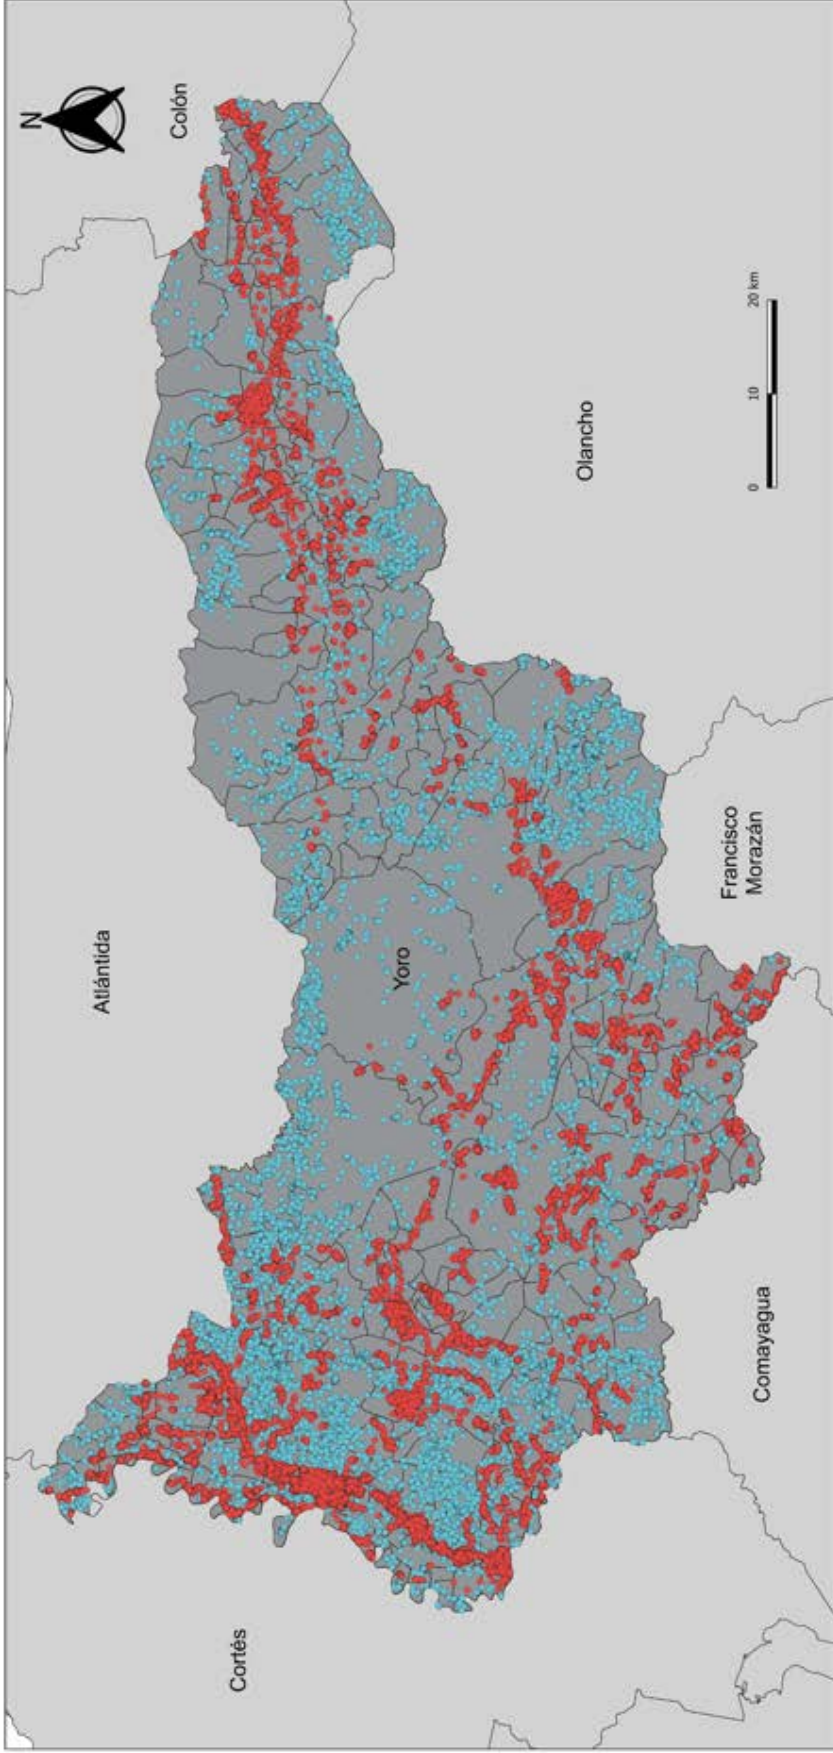 N
Colón
Atlántida
Yoro
Cortés
Olancho
Francisco
Morazán
Comayagua
0 10 20 km